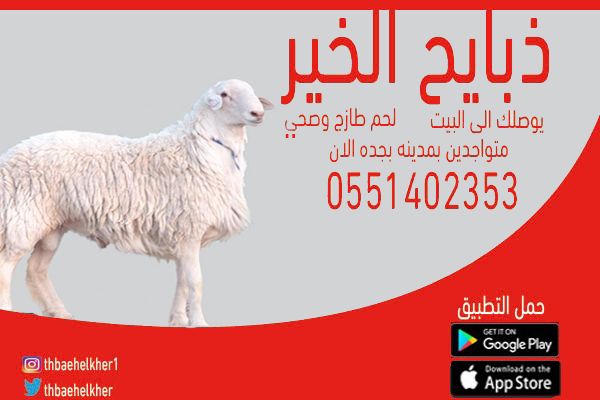 ذبايح الخير
يوصلك الى البيت لحم طازج وصحي
متواجدين بمدينه بجده الان
0551402353
حمل التطبيق
GET IT ON
Google Play
Download on the
App Store
thbaehelkher1
thbaehelkher